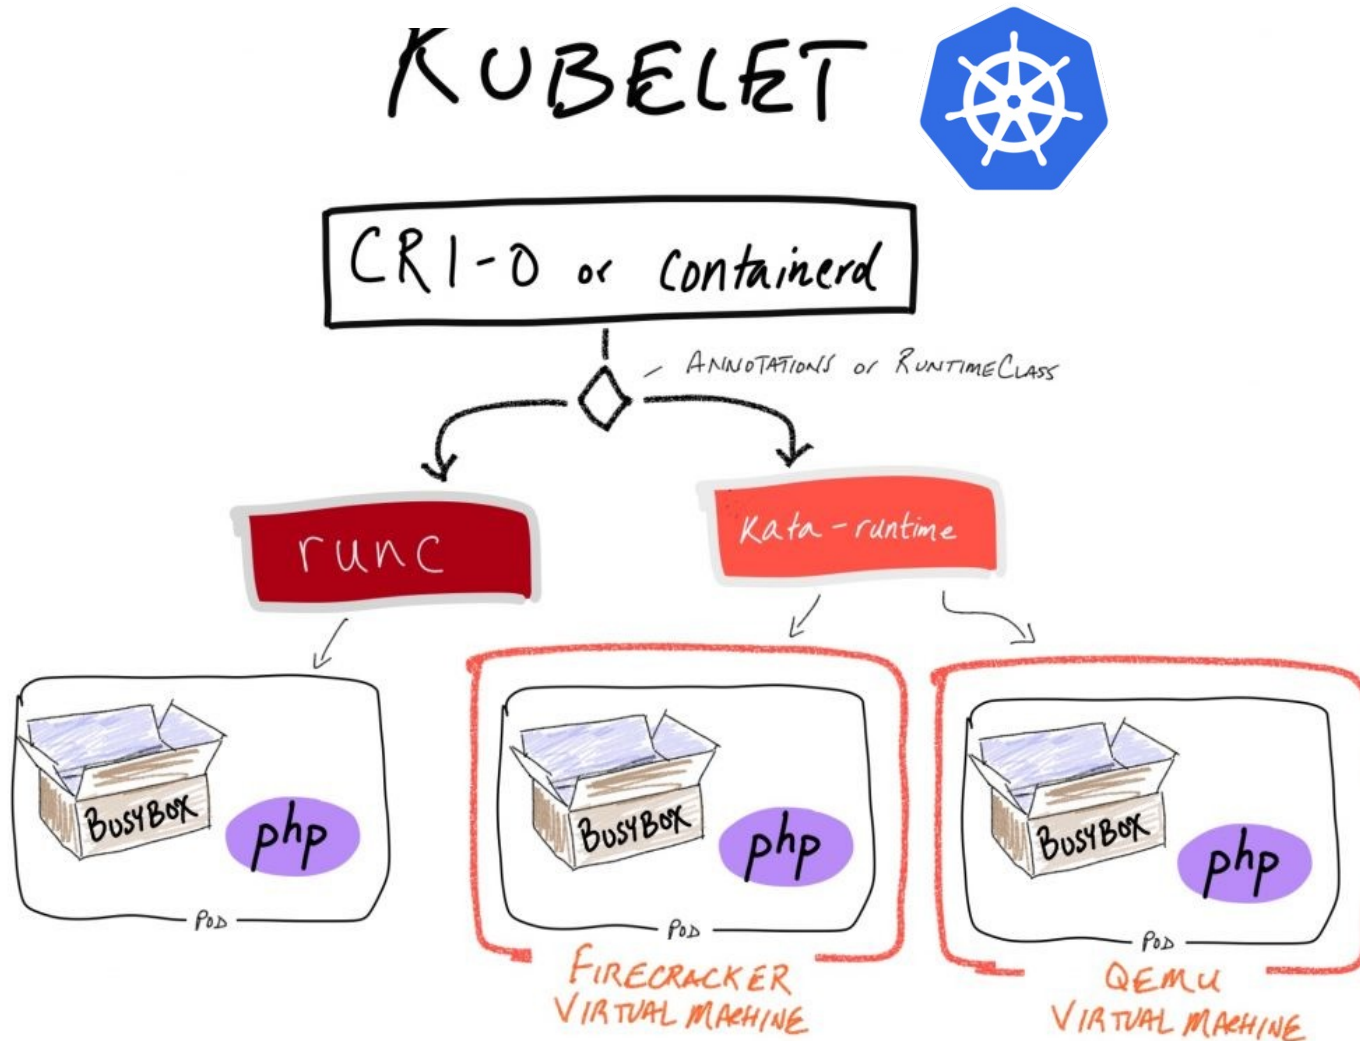 KUBELET
CRI-O or containerd
ANNOTATIONS or RUNTIMECLASS
runc
Kata-runtime
BUSYBOX
php
POD
BUSYBOX
php
POD
FIRECRACKER
VIRTUAL MACHINE
BUSYBOX
php
POD
QEMU
VIRTUAL MACHINE